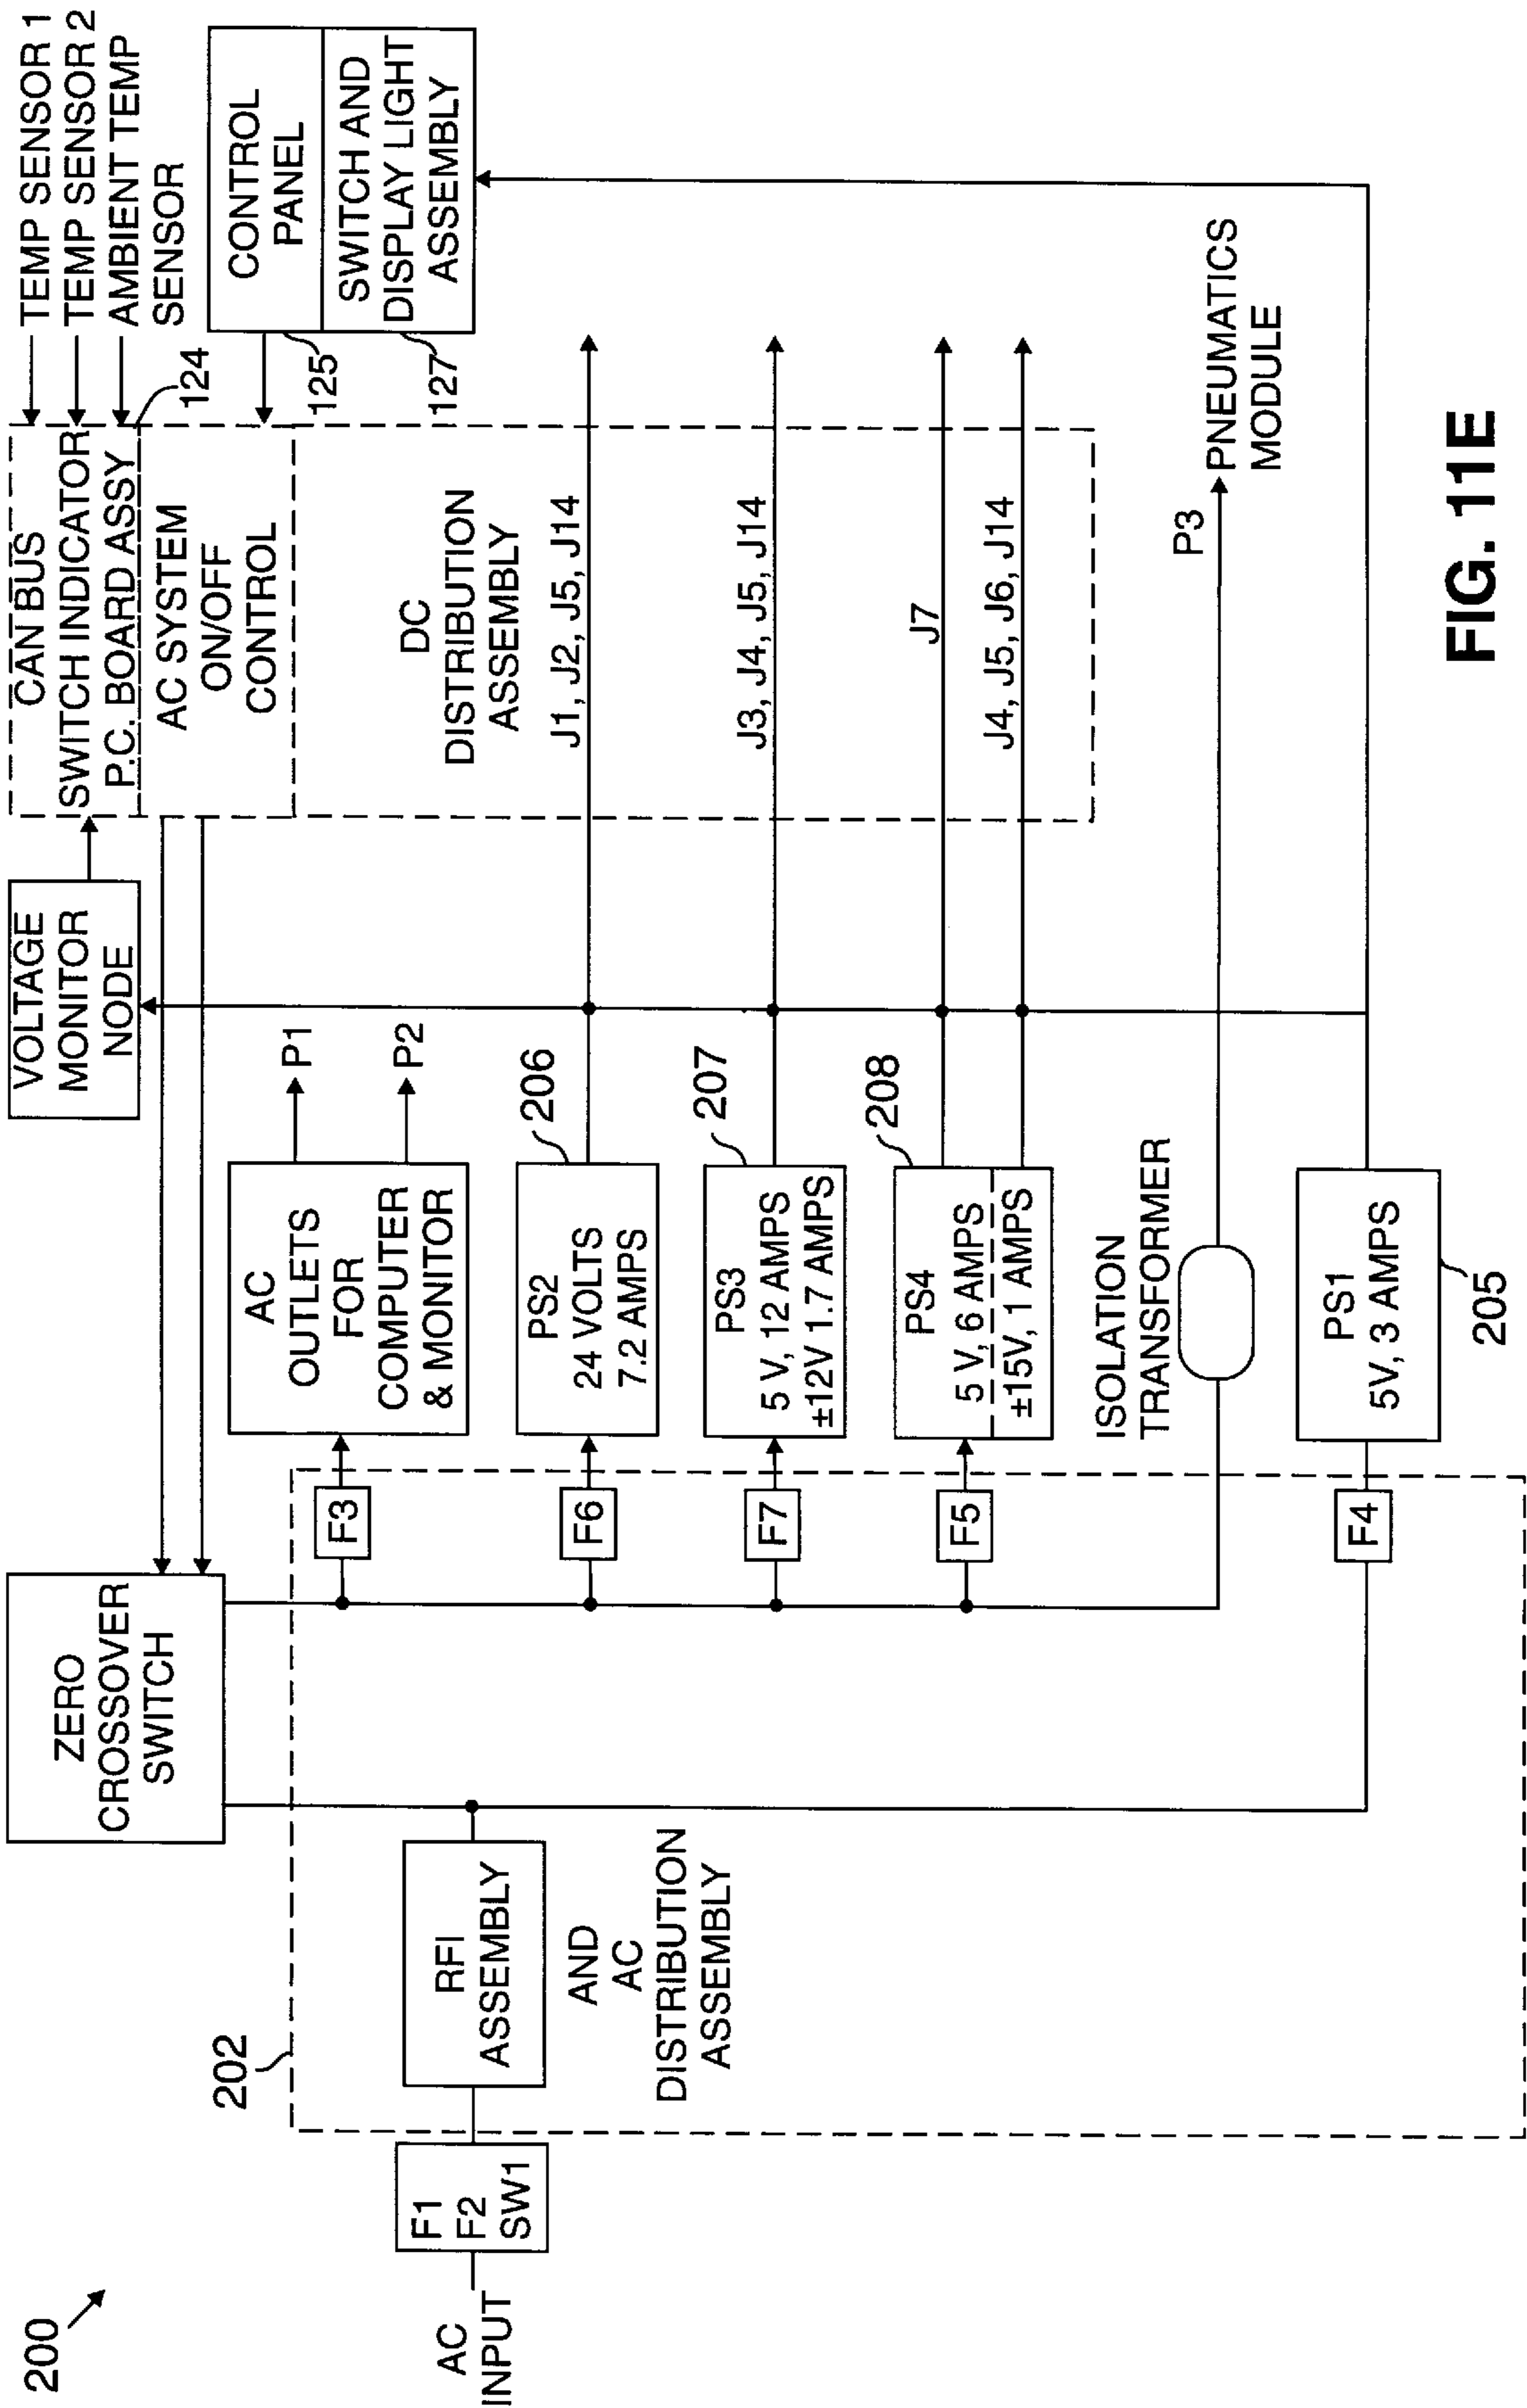 200
AC
INPUT
F1
F2
SW1
202
RFI
ASSEMBLY
AND
AC
DISTRIBUTION
ASSEMBLY
ZERO
CROSSOVER
SWITCH
F3
F6
F7
F5
F4
AC
OUTLETS
FOR
COMPUTER
& MONITOR
P1
P2
PS2
24 VOLTS
7.2 AMPS
206
PS3
5 V, 12 AMPS
±12V 1.7 AMPS
207
PS4
5 V, 6 AMPS
±15V, 1 AMPS
208
ISOLATION
TRANSFORMER
PS1
5V, 3 AMPS
205
VOLTAGE
MONITOR
NODE
CAN BUS
SWITCH INDICATOR
P.C. BOARD ASSY
124
AC SYSTEM
ON/OFF
CONTROL
DC
DISTRIBUTION
ASSEMBLY
J1, J2, J5, J14
J3, J4, J5, J14
J7
J4, J5, J6, J14
P3
PNEUMATICS
MODULE
TEMP SENSOR 1
TEMP SENSOR 2
AMBIENT TEMP
SENSOR
CONTROL
PANEL
125
SWITCH AND
DISPLAY LIGHT
ASSEMBLY
127
FIG. 11E